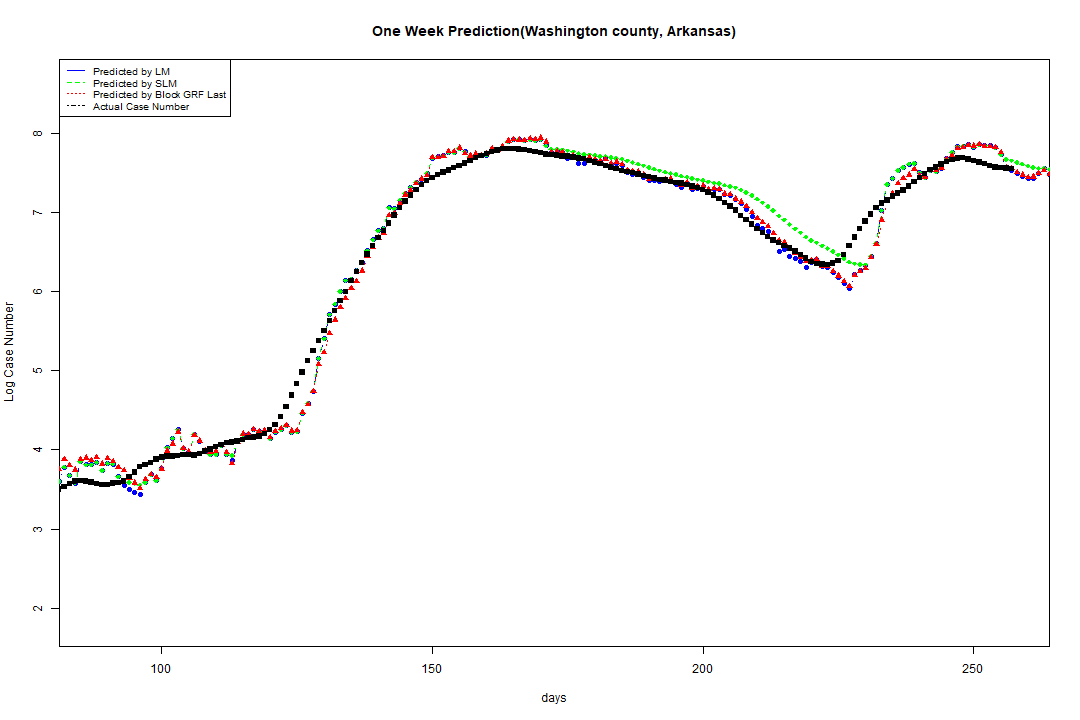 One Week Prediction(Washington county, Arkansas)
Predicted by LM
Predicted by SLM
Predicted by Block GRF Last
Actual Case Number
8
7
6
5
4
3
2
Log Case Number
100 150 200 250
days